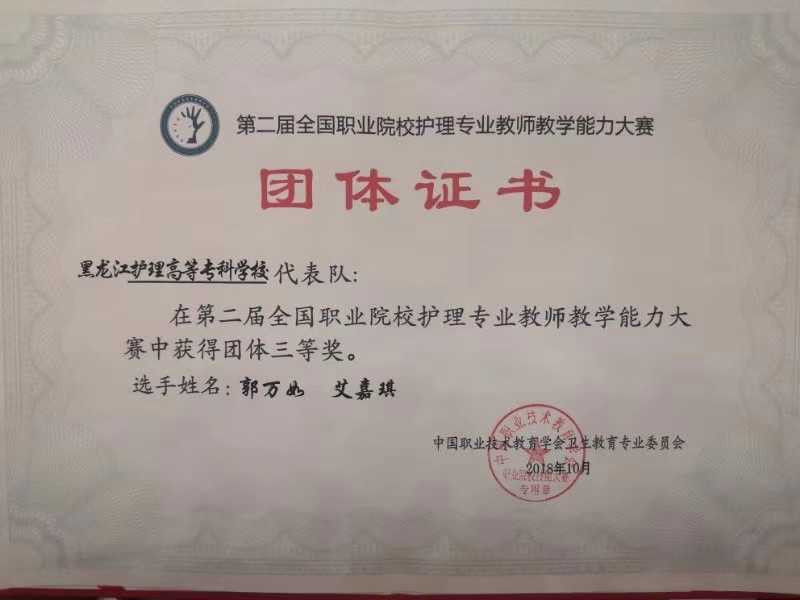 第二届全国职业院校护理专业教师教学能力大赛
团体证书
黑龙江护理高等专科学校代表队:
在第二届全国职业院校护理专业教师教学能力大
赛中获得团体三等奖。
选手姓名:郭万如 艾嘉琪
中国职业技术教育学会卫生教育专业委员会
2018年10月
专用章